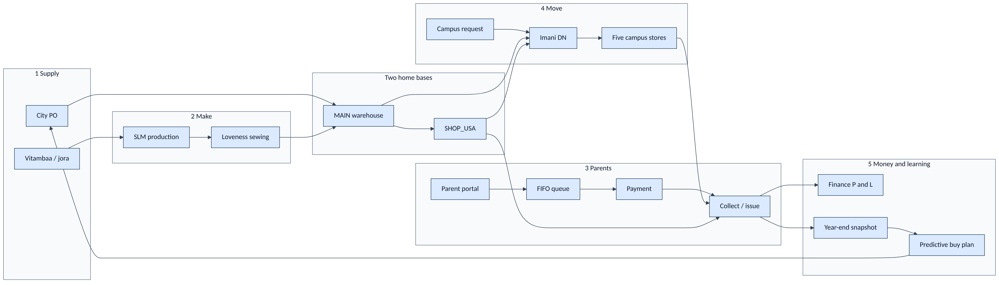 1 Supply
City PO
Vitambaa / jora
2 Make
SLM production
Loveness sewing
Two home bases
MAIN warehouse
SHOP_USA
4 Move
Campus request
Imani DN
Five campus stores
3 Parents
Parent portal
FIFO queue
Payment
Collect / issue
5 Money and learning
Finance P and L
Year-end snapshot
Predictive buy plan